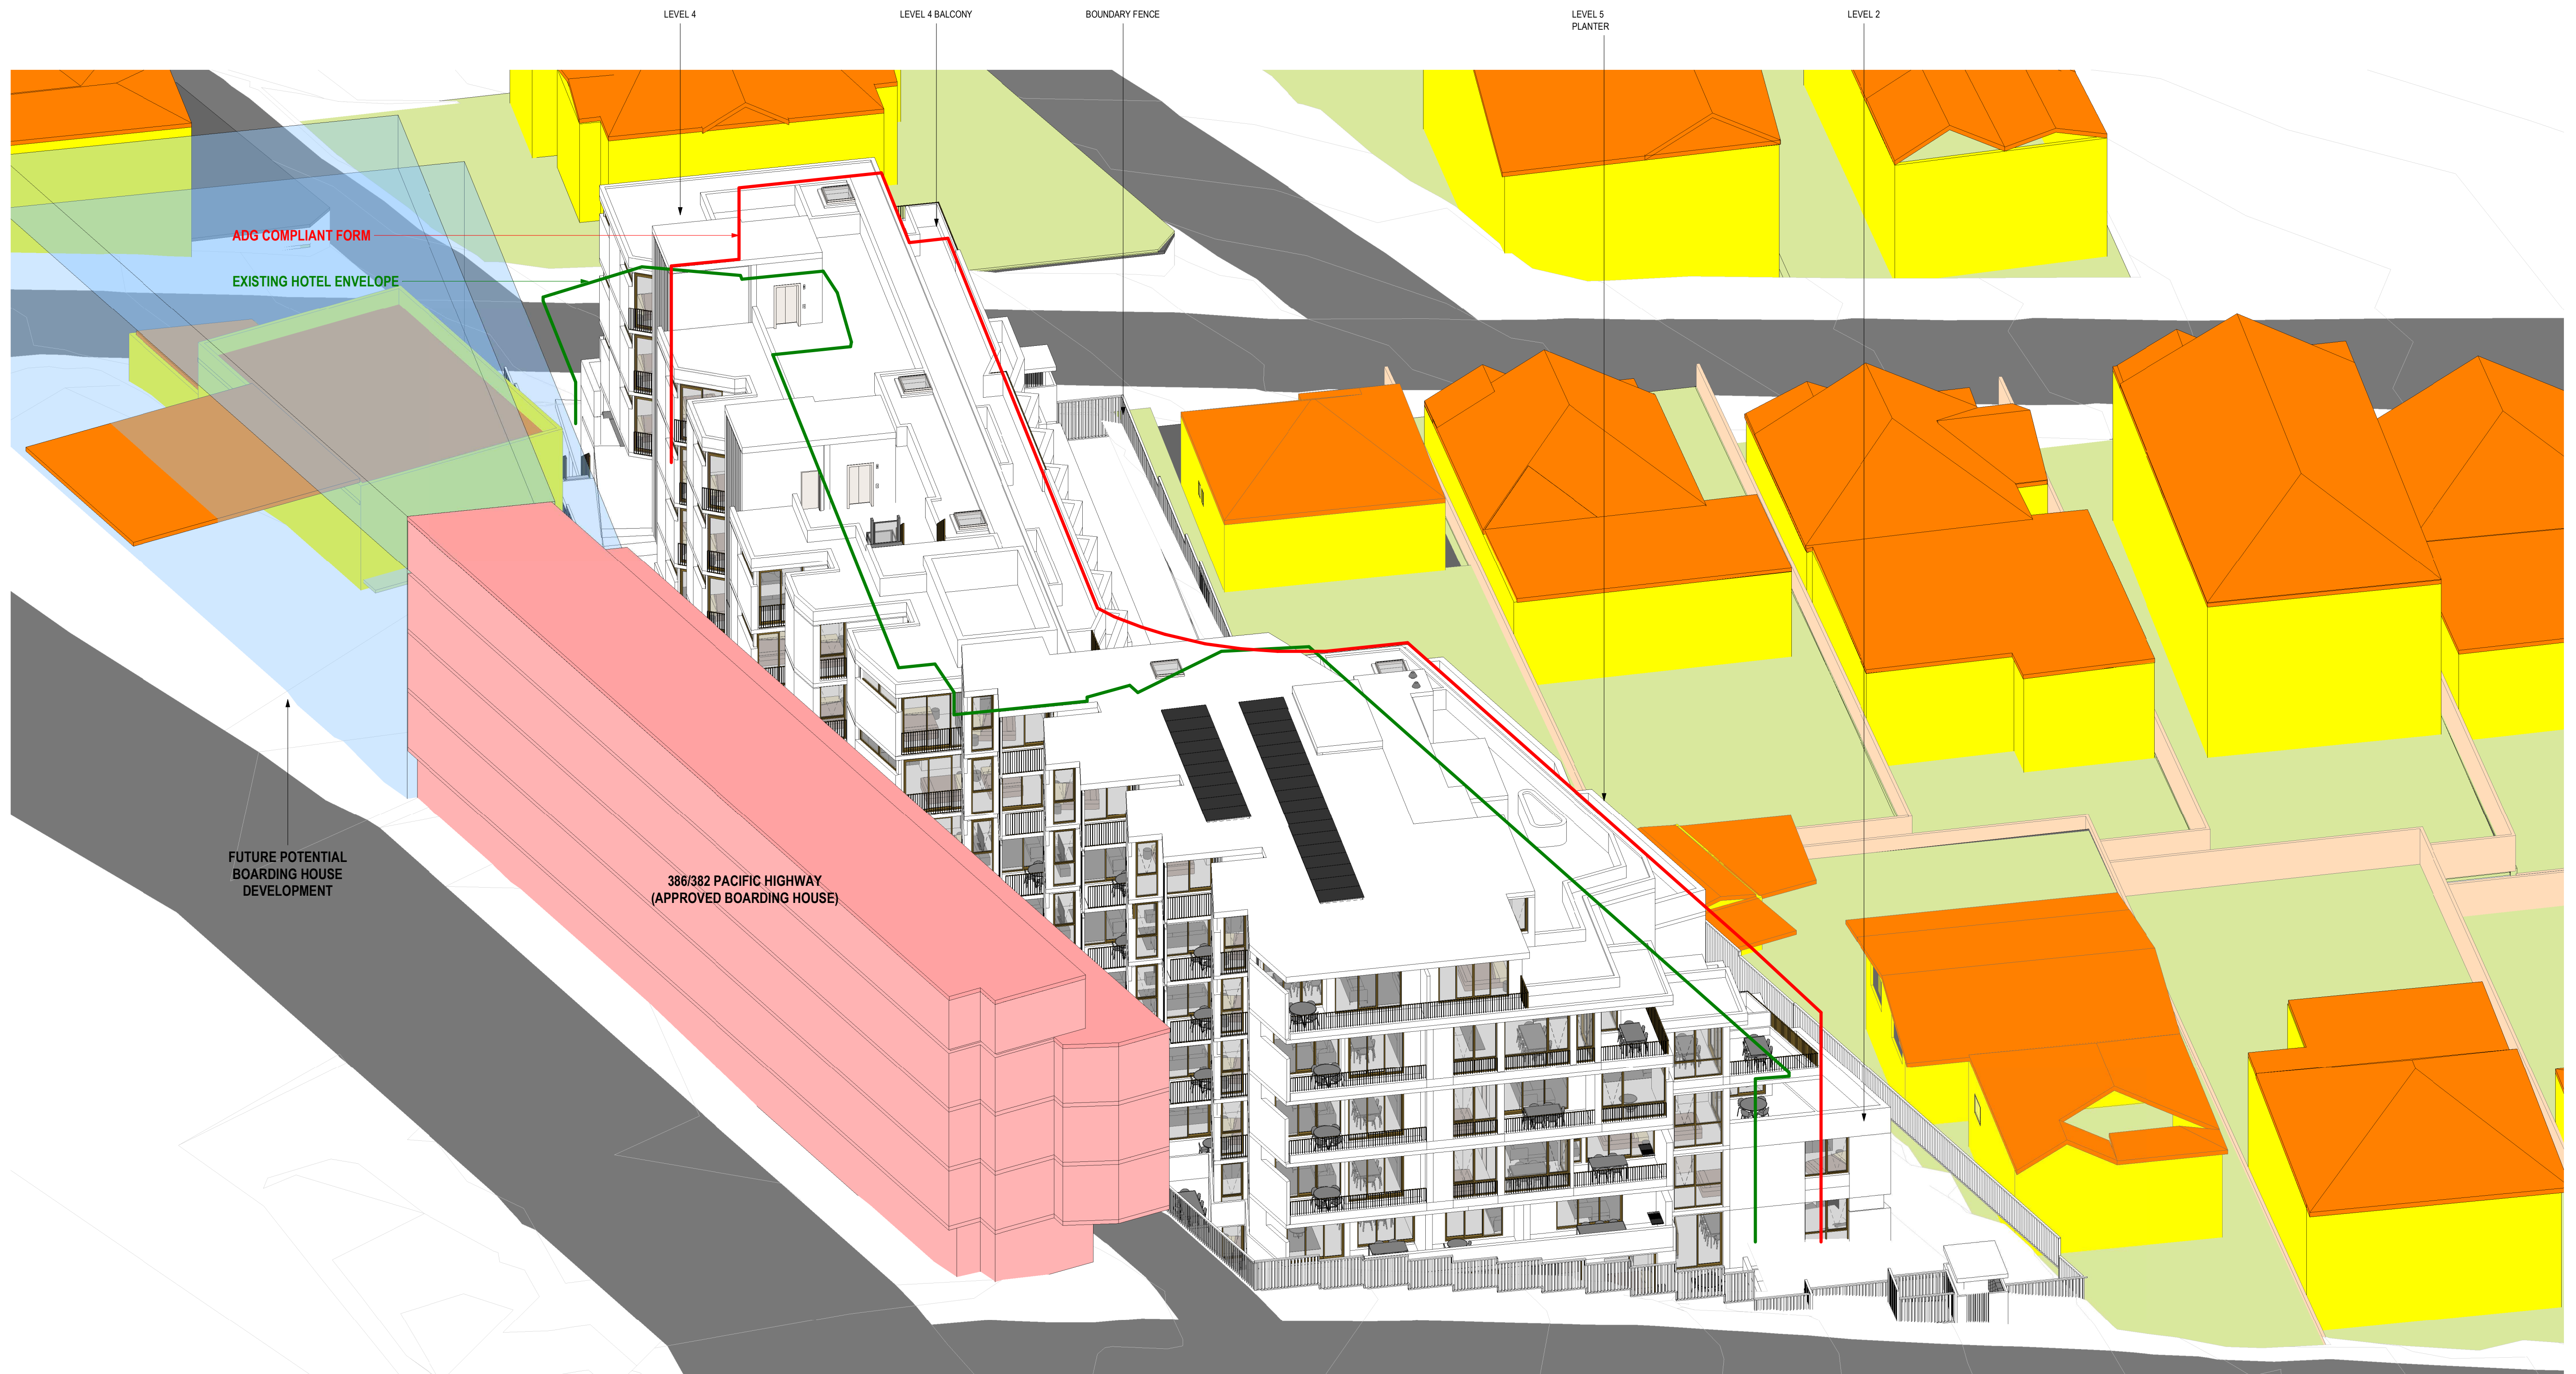 LEVEL 4
LEVEL 4 BALCONY
BOUNDARY FENCE
LEVEL 5
PLANTER
LEVEL 2
ADG COMPLIANT FORM
EXISTING HOTEL ENVELOPE
FUTURE POTENTIAL
BOARDING HOUSE
DEVELOPMENT
386/382 PACIFIC HIGHWAY
(APPROVED BOARDING HOUSE)